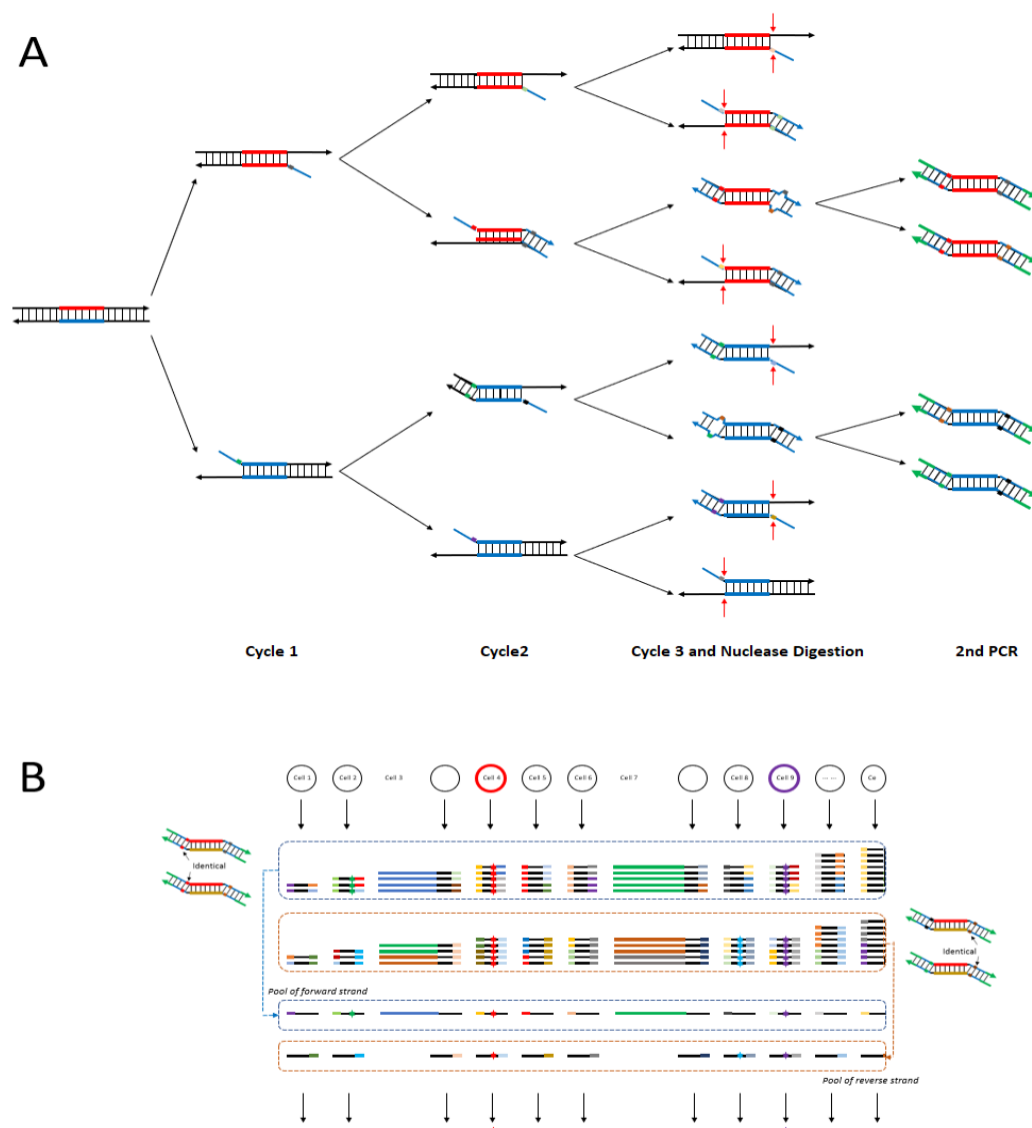 A
Cycle 1
Cycle2
Cycle 3 and Nuclease Digestion
2nd PCR
B
Cell 1
Cell 2
Cell 3
Cell 4
Cell 5
Cell 6
Cell 7
Cell 8
Cell 9
... ...
Ce
Identical
Identical
Pool of forward strand
Pool of reverse strand